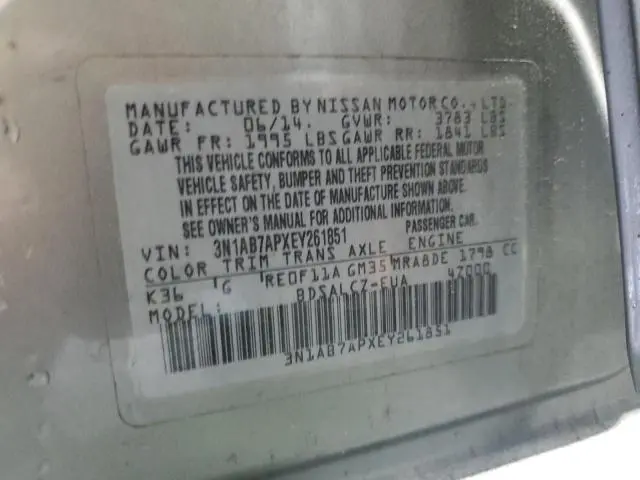 MANUFACTURED BY NISSAN MOTOR CO., LTD.
DATE: 06/14. GVWR: 3783 LBS
GAWR FR: 1995 LBS GAWR RR: 1841 LBS
THIS VEHICLE CONFORMS TO ALL APPLICABLE FEDERAL MOTOR
VEHICLE SAFETY, BUMPER AND THEFT PREVENTION STANDARDS
IN EFFECT ON THE DATE OF MANUFACTURE SHOWN ABOVE.
SEE OWNER'S MANUAL FOR ADDITIONAL INFORMATION.
VIN: 3N1AB7APXEY261851 PASSENGER CAR
COLOR TRIM TRANS AXLE ENGINE
K36 G RE0F11A GM35 MRA8DE 1798 CC
MODEL: BDSALCZ-EUA 47000
3N1AB7APXEY261851